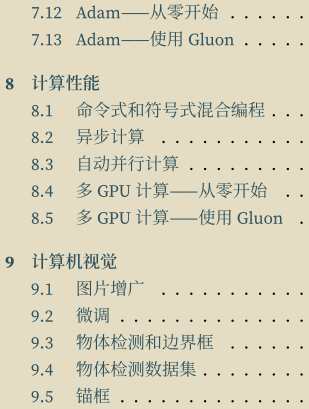 7.12 Adam——从零开始 . . . . . .
7.13 Adam——使用 Gluon . . . . .
8 计算性能
8.1 命令式和符号式混合编程 . . .
8.2 异步计算 . . . . . . . . . . .
8.3 自动并行计算 . . . . . . . . .
8.4 多 GPU 计算——从零开始 . .
8.5 多 GPU 计算——使用 Gluon .
9 计算机视觉
9.1 图片增广 . . . . . . . . . . .
9.2 微调 . . . . . . . . . . . . . .
9.3 物体检测和边界框 . . . . . .
9.4 物体检测数据集 . . . . . . . .
9.5 锚框 . . . . . . . . . . . . . .